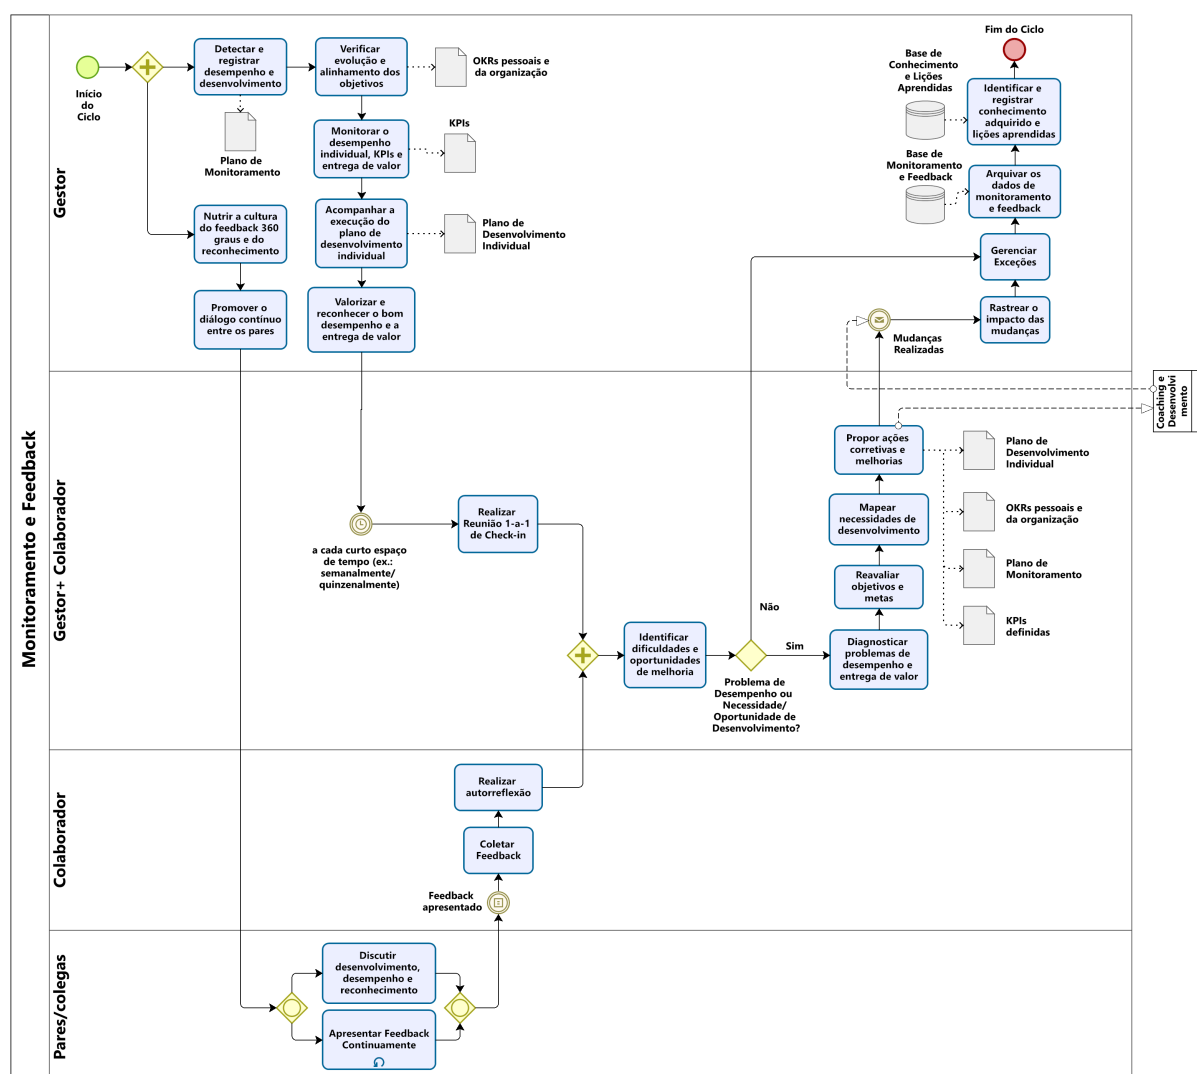 Monitoramento e Feedback
Gestor
Início
do
Ciclo
Detectar e
registrar
desempenho e
desenvolvimento
Plano de
Monitoramento
Verificar
evolução e
alinhamento dos
objetivos
OKRs pessoais e
da organização
Monitorar o
desempenho
individual, KPIs e
entrega de valor
KPIs
Nutrir a cultura
do feedback 360
graus e do
reconhecimento
Acompanhar a
execução do
plano de
desenvolvimento
individual
Plano de
Desenvolvimento
Individual
Promover o
diálogo contínuo
entre os pares
Valorizar e
reconhecer o bom
desempenho e a
entrega de valor
Fim do Ciclo
Base de
Conhecimento
e Lições
Aprendidas
Identificar e
registrar
conhecimento
adquirido e
lições aprendidas
Base de
Monitoramento
e Feedback
Arquivar os
dados de
monitoramento
e feedback
Gerenciar
Exceções
Rastrear o
impacto das
mudanças
Mudanças
Realizadas
Coaching e
Desenvolvi
mento
Gestor+ Colaborador
a cada curto espaço
de tempo (ex.:
semanalmente/
quinzenalmente)
Realizar
Reunião 1-a-1
de Check-in
Identificar
dificuldades e
oportunidades
de melhoria
Não
Sim
Problema de
Desempenho ou
Necessidade/
Oportunidade de
Desenvolvimento?
Propor ações
corretivas e
melhorias
Mapear
necessidades de
desenvolvimento
Reavaliar
objetivos e
metas
Diagnosticar
problemas de
desempenho e
entrega de valor
Plano de
Desenvolvimento
Individual
OKRs pessoais e
da organização
Plano de
Monitoramento
KPIs
definidas
Colaborador
Realizar
autorreflexão
Coletar
Feedback
Feedback
apresentado
Pares/colegas
Discutir
desenvolvimento,
desempenho e
reconhecimento
Apresentar Feedback
Continuamente